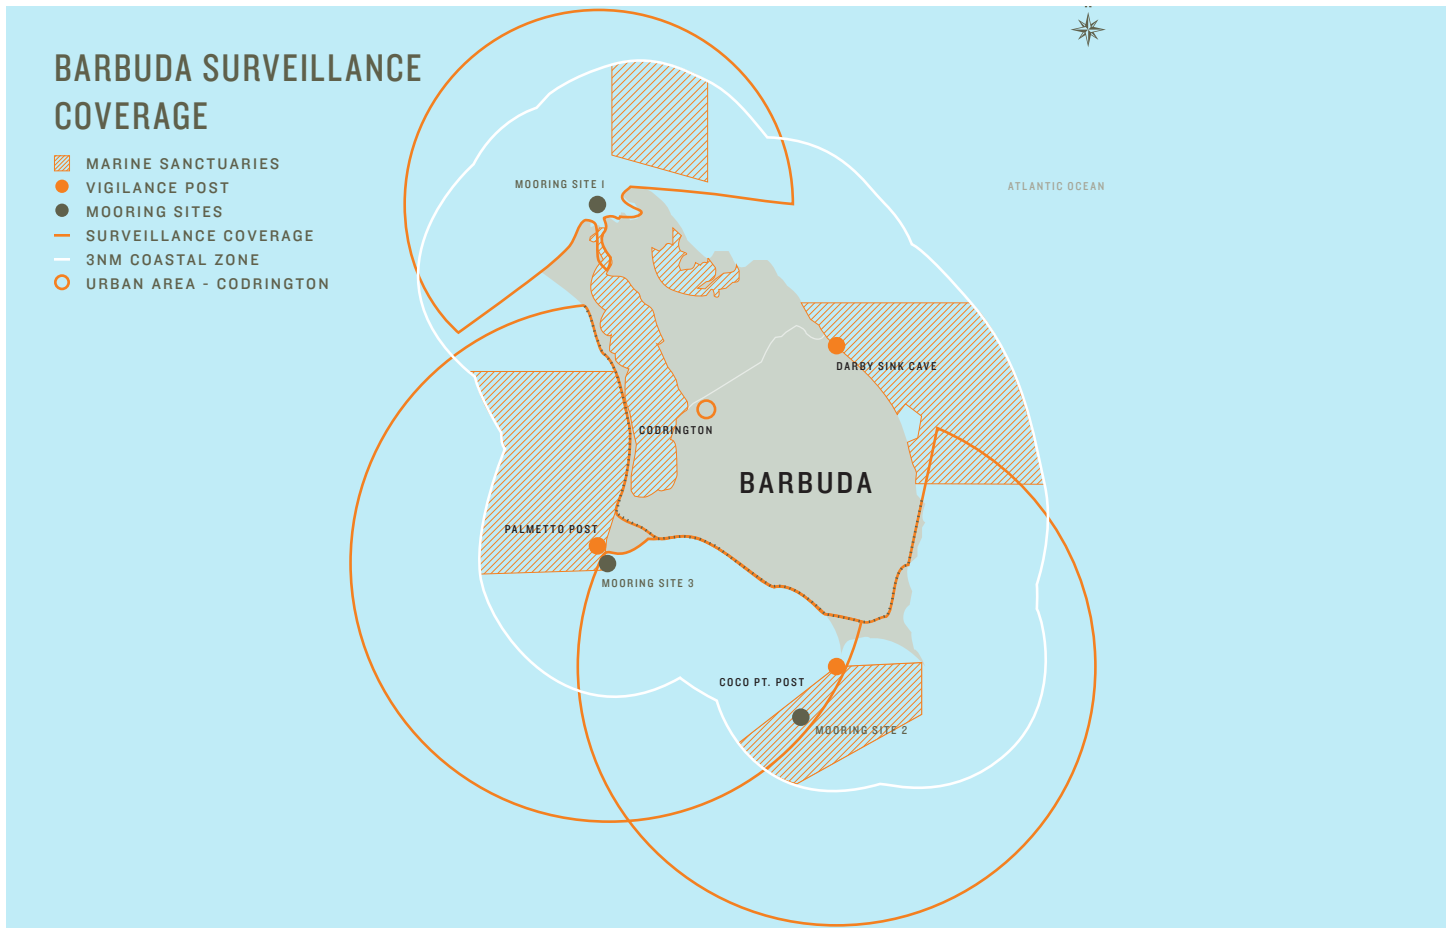 BARBUDA SURVEILLANCE
COVERAGE
MARINE SANCTUARIES
VIGILANCE POST
MOORING SITES
SURVEILLANCE COVERAGE
3NM COASTAL ZONE
URBAN AREA - CODRINGTON
MOORING SITE 1
ATLANTIC OCEAN
DARBY SINK CAVE
CODRINGTON
BARBUDA
PALMETTO POST
MOORING SITE 3
COCO PT. POST
MOORING SITE 2